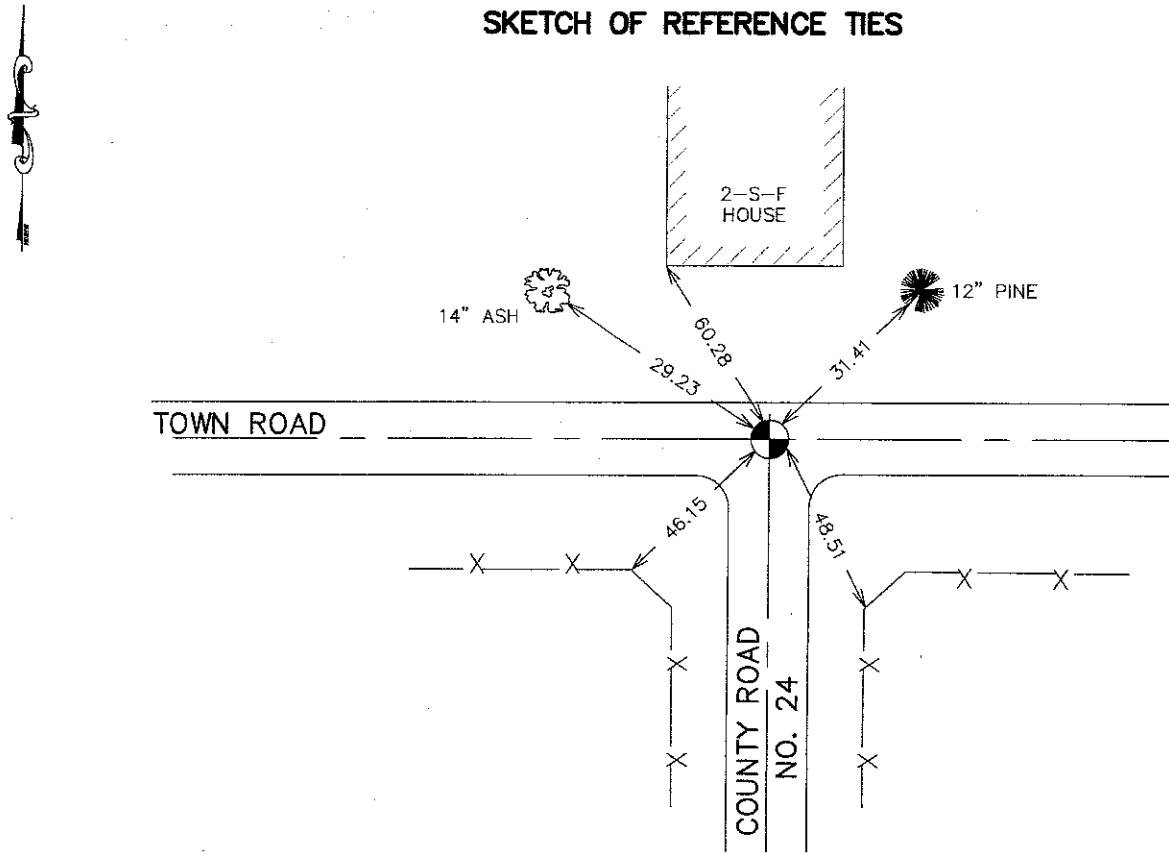 SKETCH OF REFERENCE TIES
2-S-F
HOUSE
14" ASH
12" PINE
60.28
29.23
31.41
TOWN ROAD
46.15
48.51
COUNTY ROAD
NO. 24